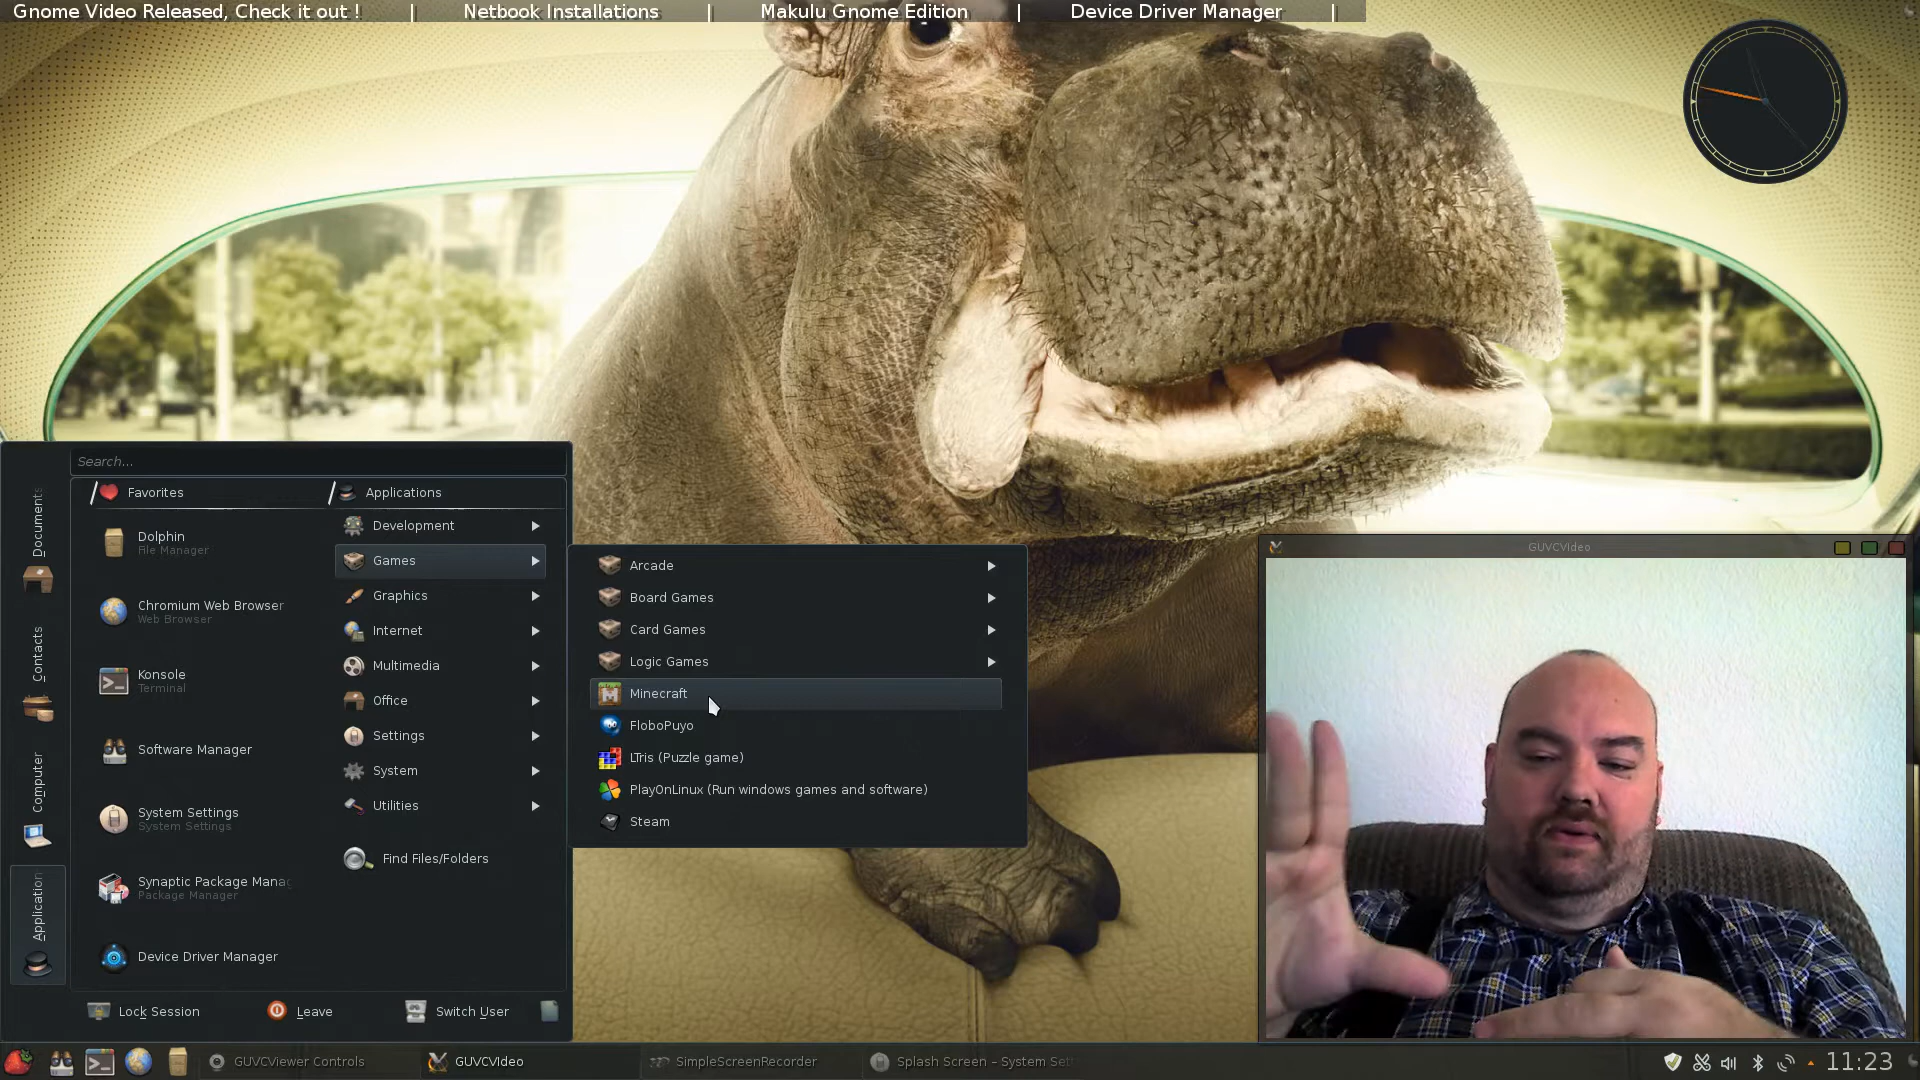 Gnome Video Released, Check it out ! | Netbook Installations | Makulu Gnome Edition | Device Driver Manager |
Search...
Documents
Contacts
Computer
Application
Favorites
Dolphin
File Manager
Chromium Web Browser
Web Browser
Konsole
Terminal
Software Manager
System Settings
System Settings
Synaptic Package Manag
Package Manager
Device Driver Manager
Applications
Development
Games
Graphics
Internet
Multimedia
Office
Settings
System
Utilities
Find Files/Folders
Arcade
Board Games
Card Games
Logic Games
Minecraft
FloboPuyo
LTris (Puzzle game)
PlayOnLinux (Run windows games and software)
Steam
Lock Session
Leave
Switch User
GUVCVideo
GUVCViewer Controls
GUVCVIdeo
SimpleScreenRecorder
Splash Screen – System Set
11:23